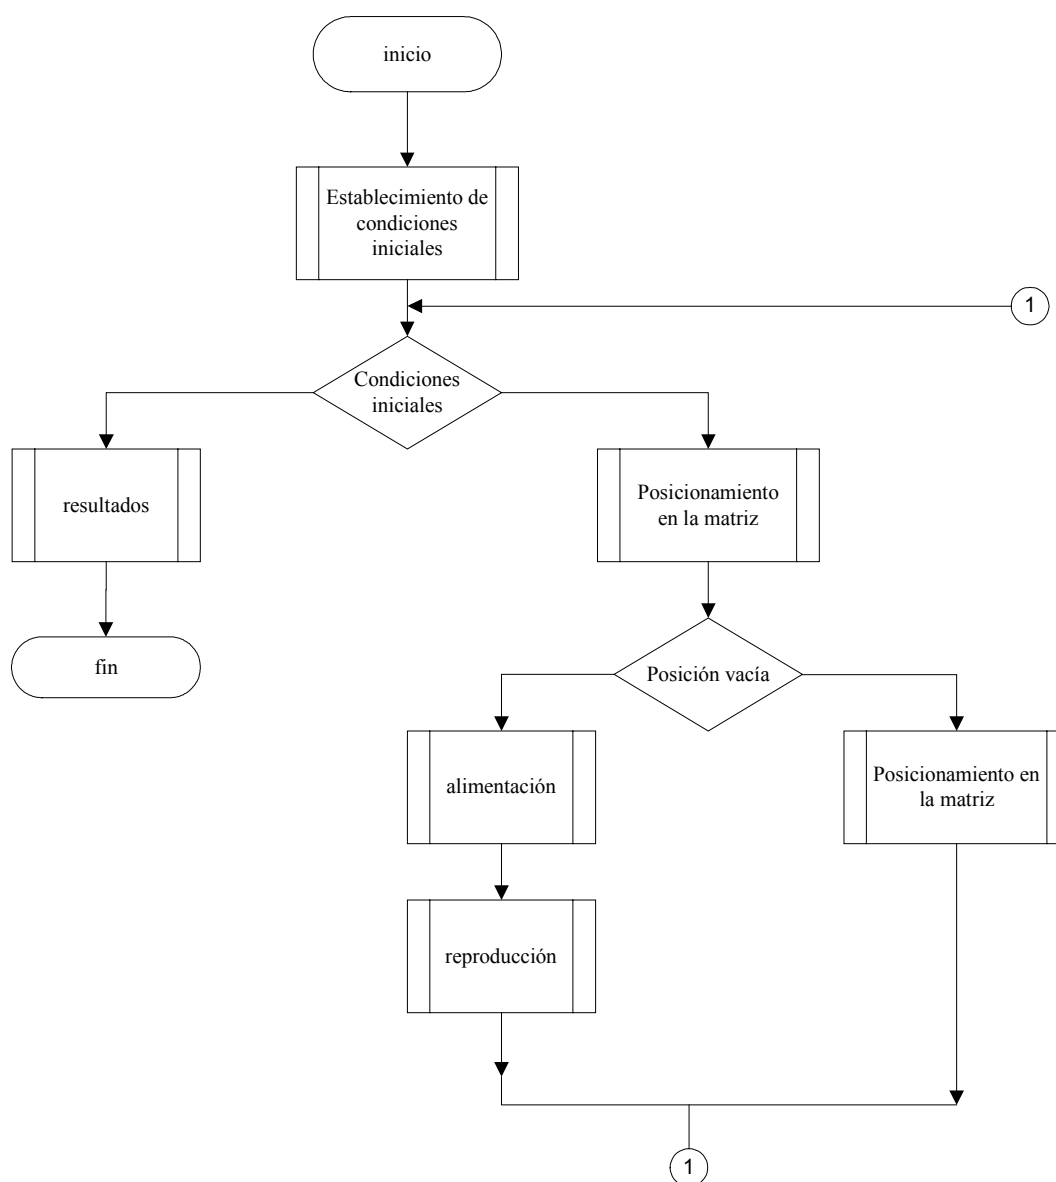 inicio
Establecimiento de
condiciones
iniciales
1
Condiciones
iniciales
resultados
Posicionamiento
en la matriz
fin
Posición vacía
alimentación
Posicionamiento en
la matriz
reproducción
1